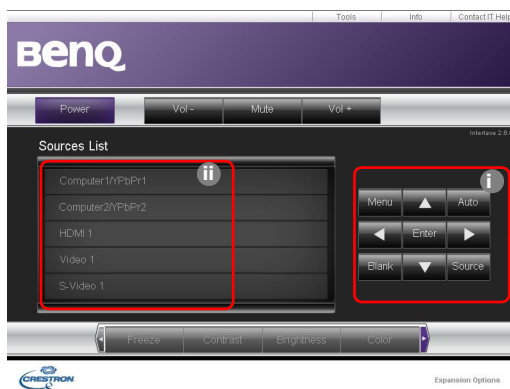 Tools Info Contact IT Help
BenQ
Power Vol - Mute Vol +
Interface 2.8.
Sources List
ii
i
Computer1/YPbPr1
Computer2/YPbPr2
HDMI 1
Video 1
S-Video 1
Menu Auto
Enter
Blank Source
Freeze Contrast Brightness Color
CRESTRON
Expansion Options